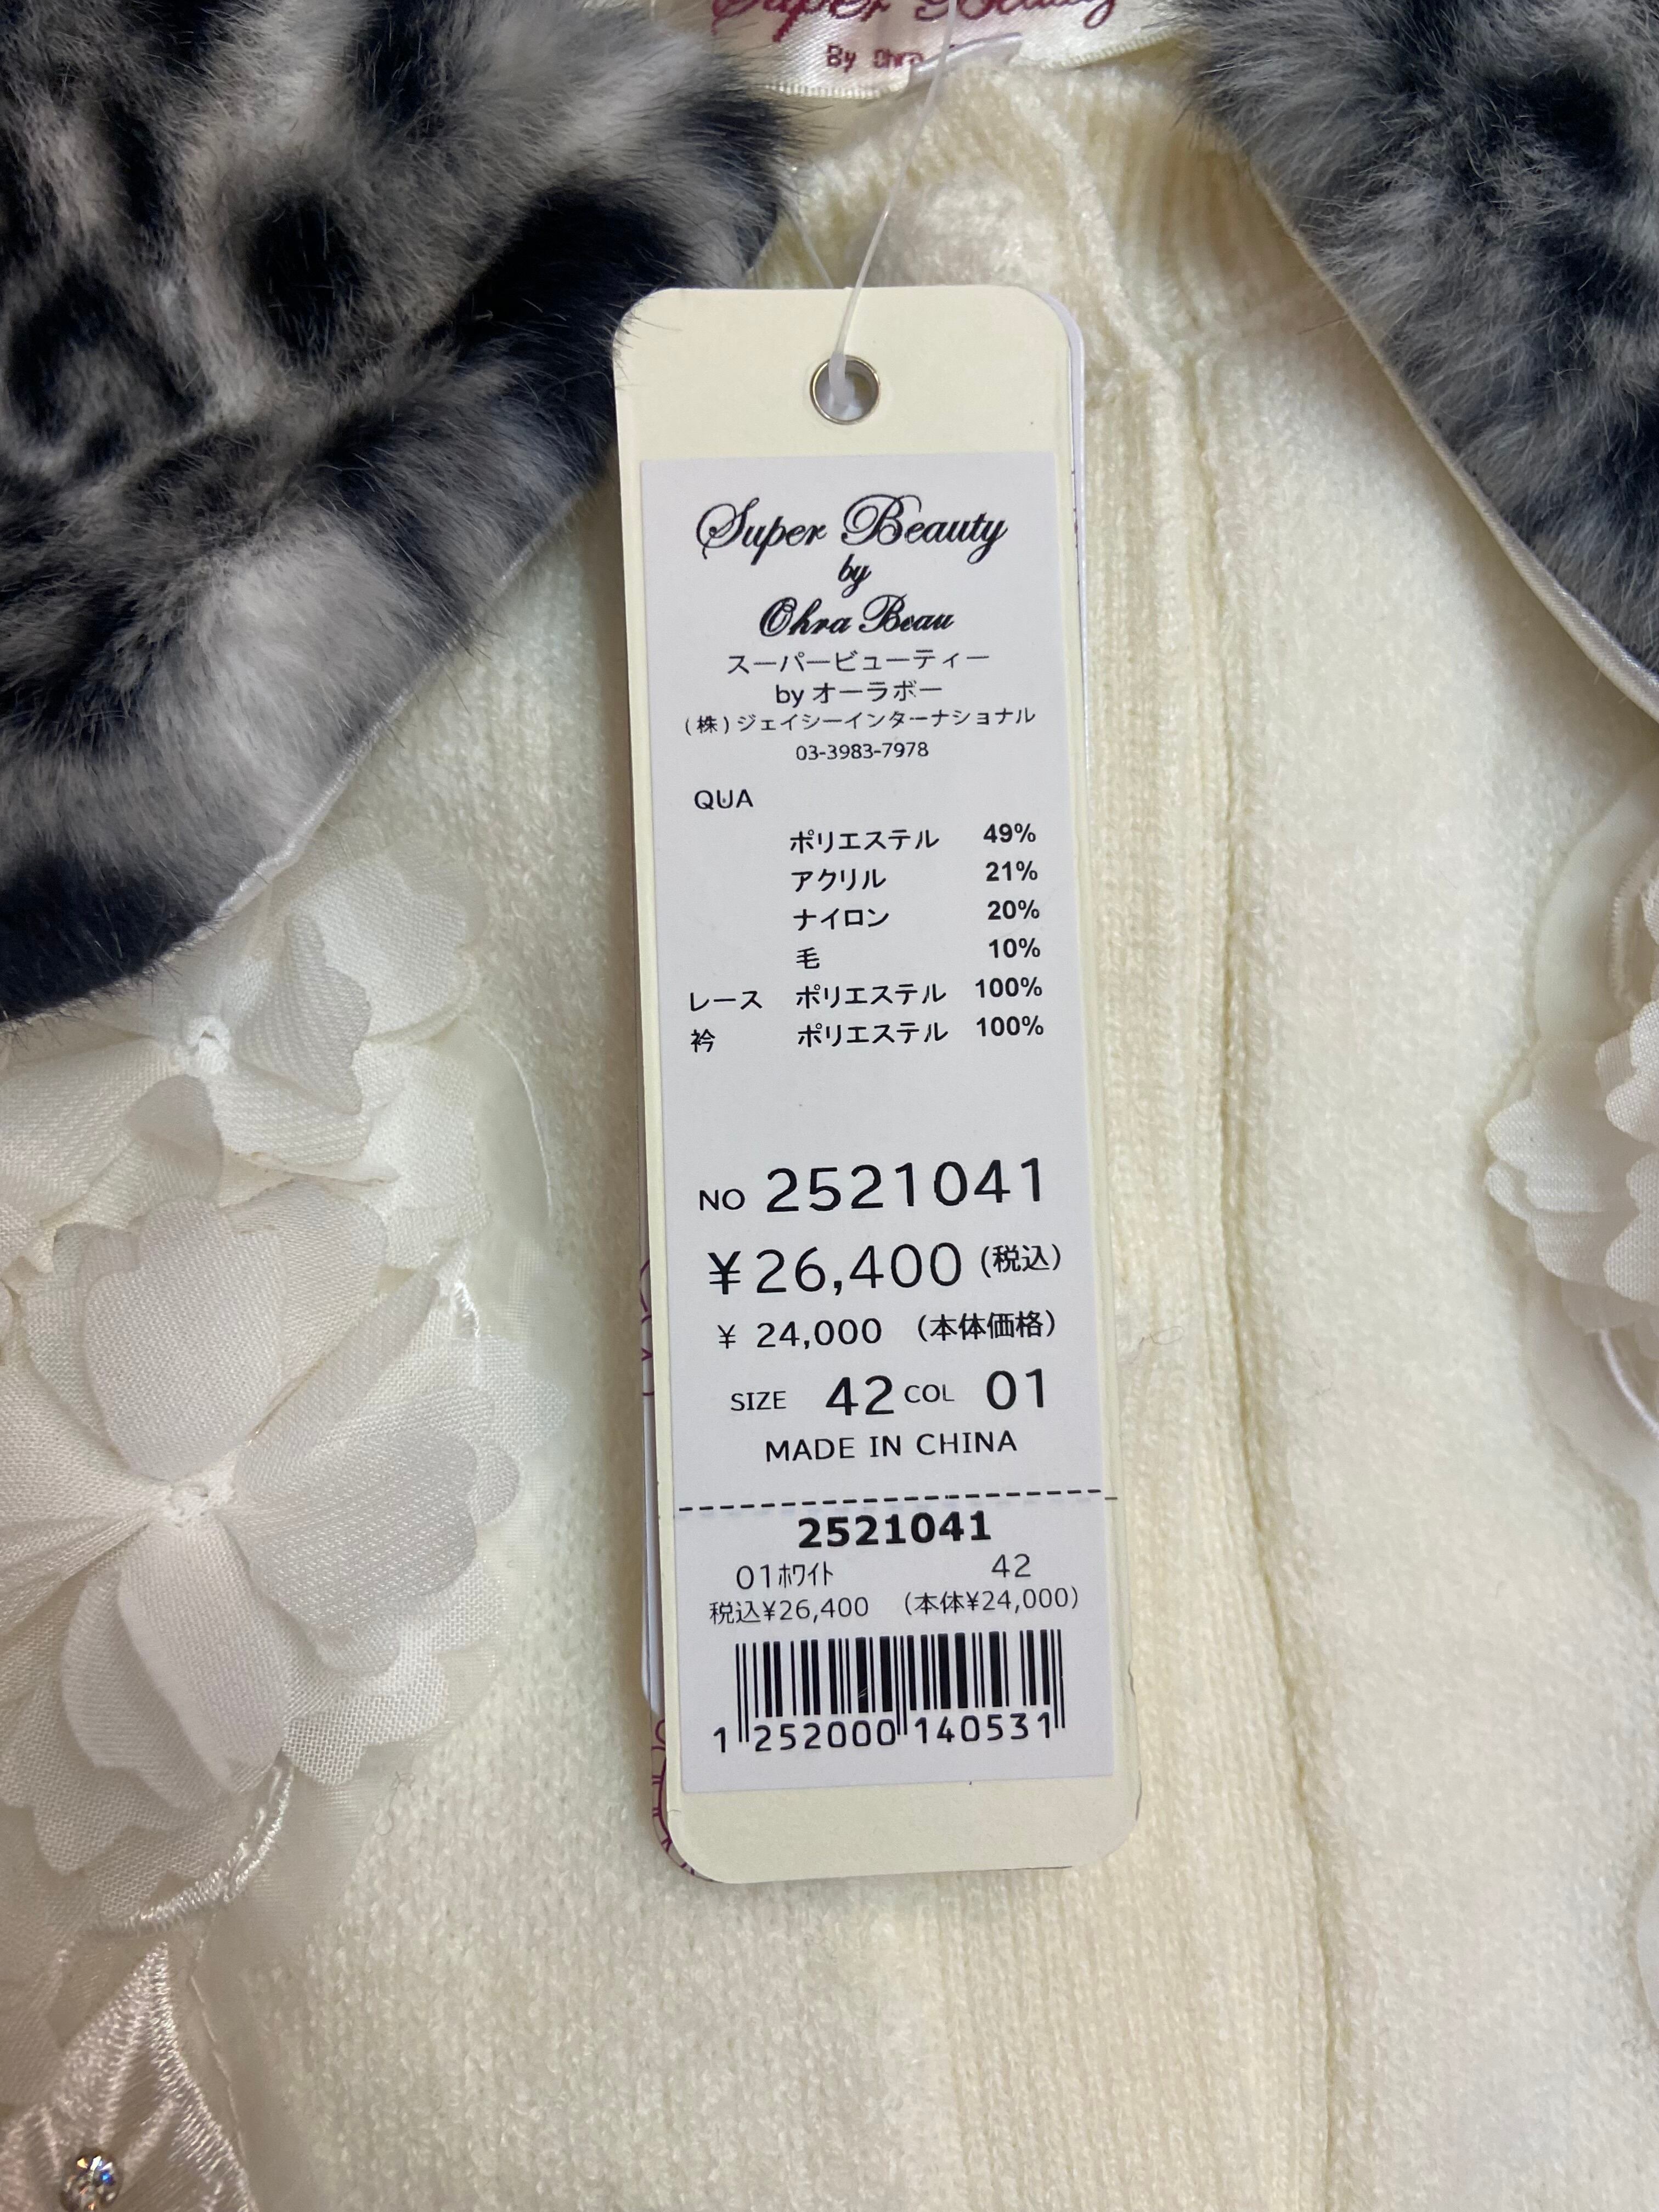 Super Beauty
By Ohra
Super Beauty
by
Ohra Beau
スーパービューティー
by オーラボー
(株)ジェイシーインターナショナル
03-3983-7978
QUA
ポリエステル 49%
アクリル 21%
ナイロン 20%
毛 10%
レース ポリエステル 100%
衿 ポリエステル 100%
NO 2521041
¥26,400 (税込)
¥ 24,000 (本体価格)
SIZE 42 COL 01
MADE IN CHINA
2521041
01ﾎﾜｲﾄ 42
税込¥26,400 (本体¥24,000)
1 252000 140531